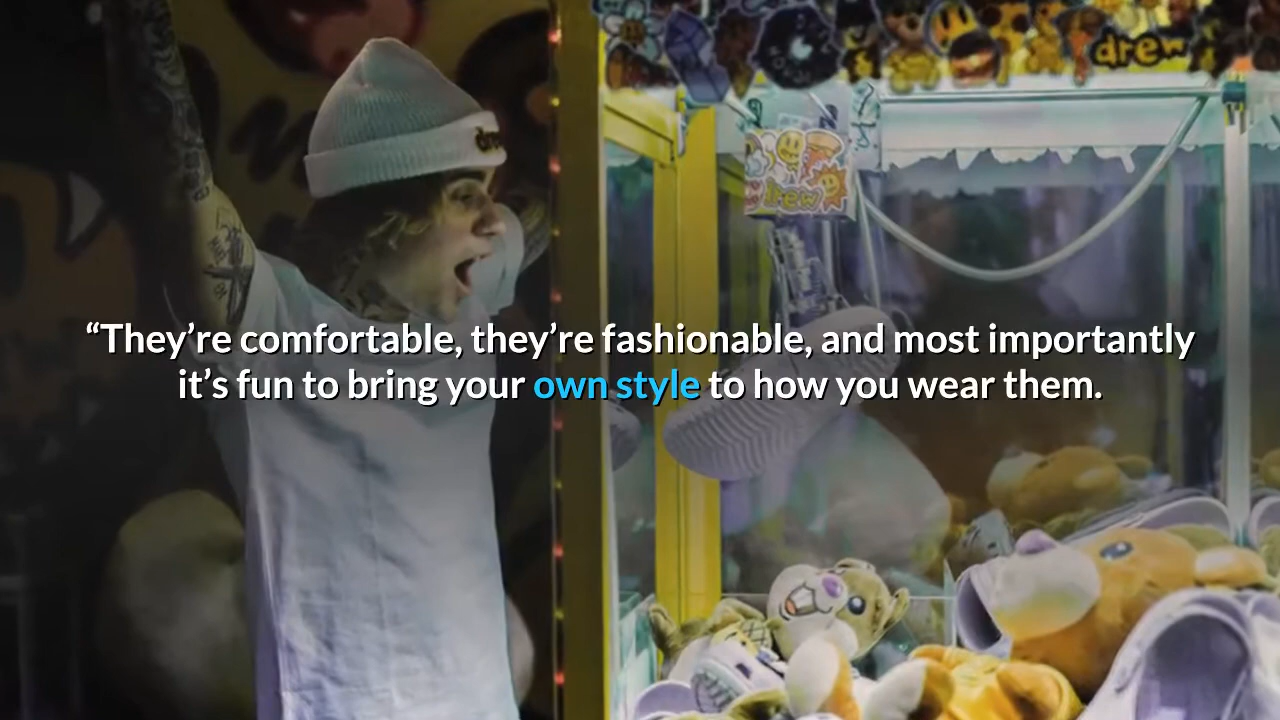 drew
dre
drew
“They’re comfortable, they’re fashionable, and most importantly
it’s fun to bring your own style to how you wear them.